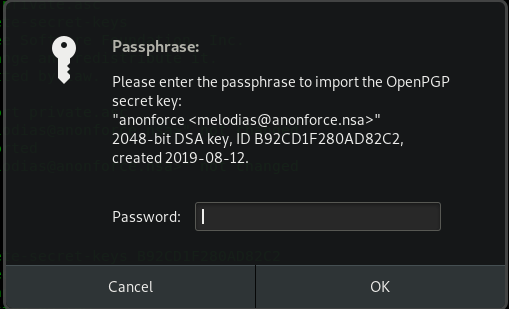 Passphrase:
Please enter the passphrase to import the OpenPGP
secret key:
"anonforce <melodias@anonforce.nsa>"
2048-bit DSA key, ID B92CD1F280AD82C2,
created 2019-08-12.
Password:
Cancel
OK